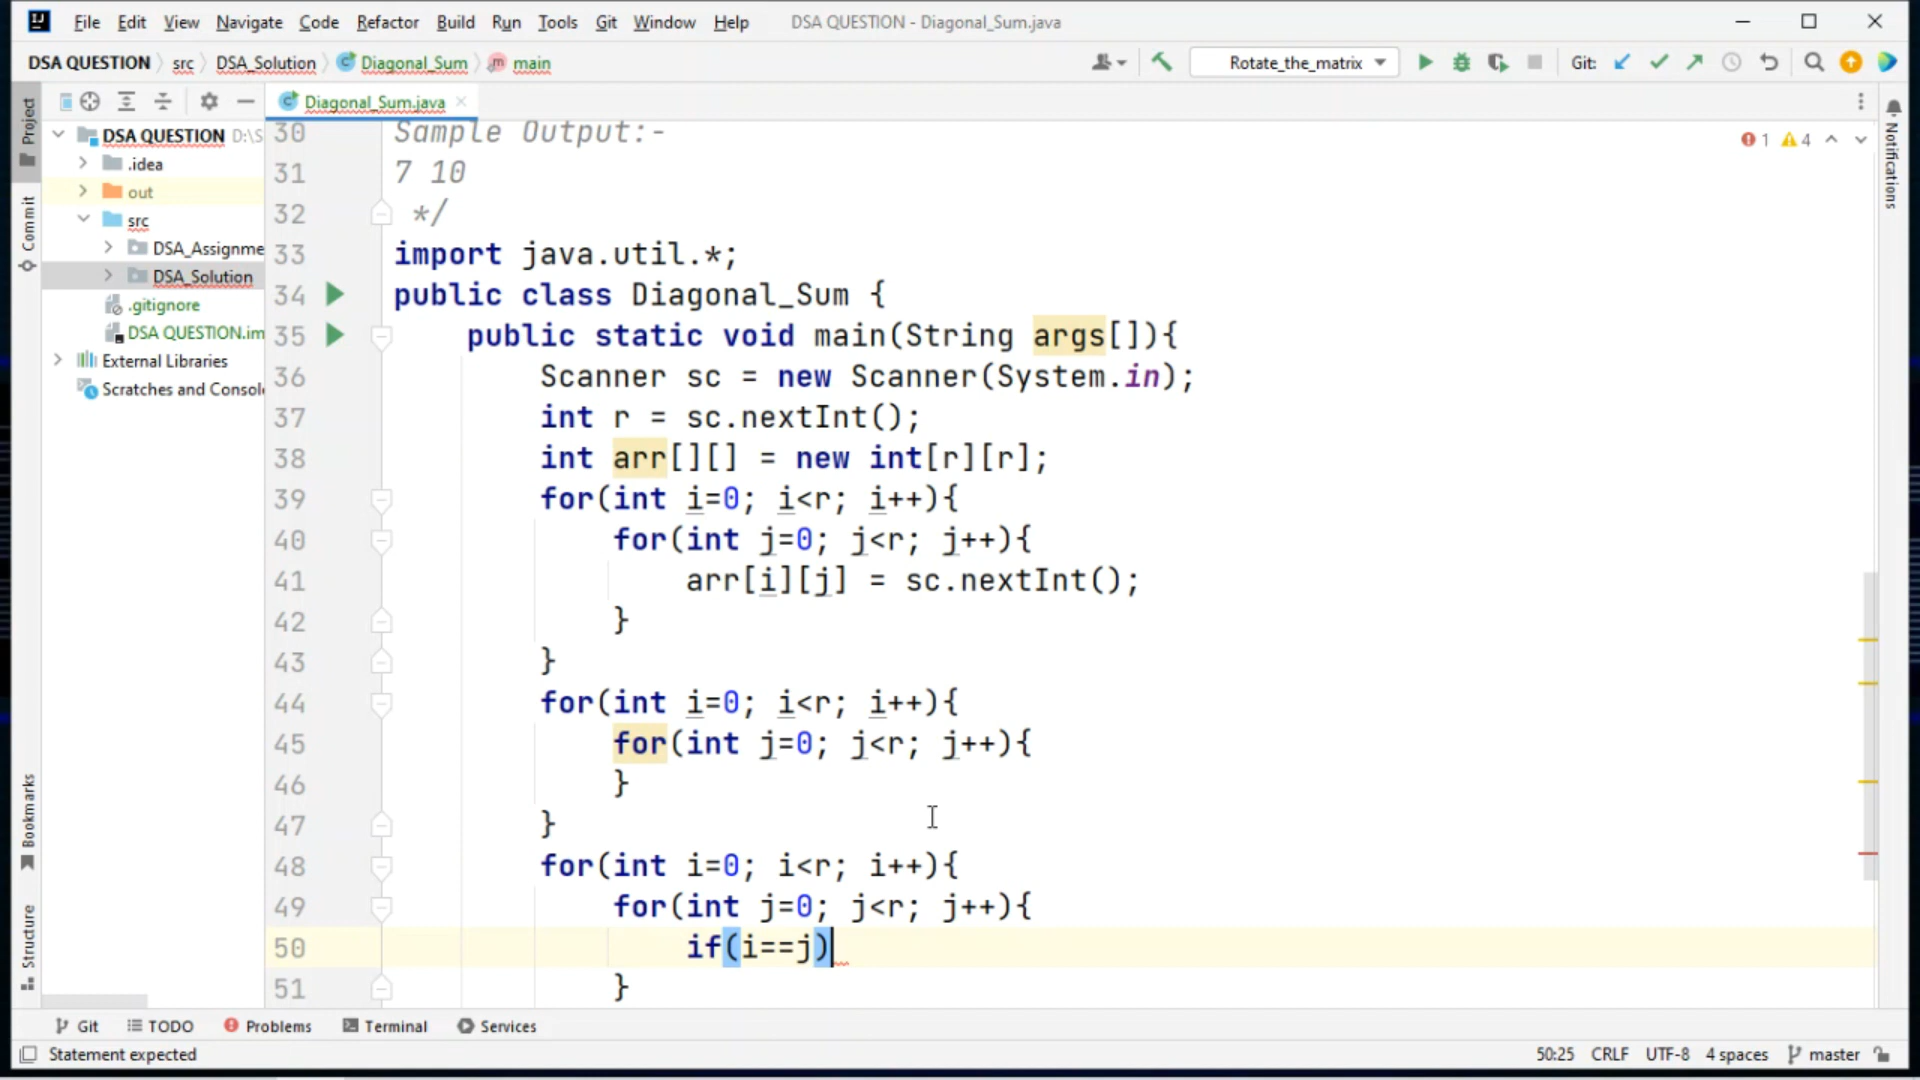 File Edit View Navigate Code Refactor Build Run Tools Git Window Help DSA QUESTION - Diagonal_Sum.java
DSA QUESTION src DSA_Solution Diagonal_Sum main Rotate_the_matrix Git:
Project
Commit
Bookmarks
Structure
Notifications
Diagonal_Sum.java
DSA QUESTION D:\S
.idea
out
src
DSA_Assignme
DSA_Solution
.gitignore
DSA QUESTION.im
External Libraries
Scratches and Consol
1 4
30 Sample Output:-
31 7 10
32 */
33 import java.util.*;
34 public class Diagonal_Sum {
35 public static void main(String args[]){
36 Scanner sc = new Scanner(System.in);
37 int r = sc.nextInt();
38 int arr[][] = new int[r][r];
39 for(int i=0; i<r; i++){
40 for(int j=0; j<r; j++){
41 arr[i][j] = sc.nextInt();
42 }
43 }
44 for(int i=0; i<r; i++){
45 for(int j=0; j<r; j++){
46 }
47 }
48 for(int i=0; i<r; i++){
49 for(int j=0; j<r; j++){
50 if(i==j)
51 }
Git TODO Problems Terminal Services
Statement expected 50:25 CRLF UTF-8 4 spaces master